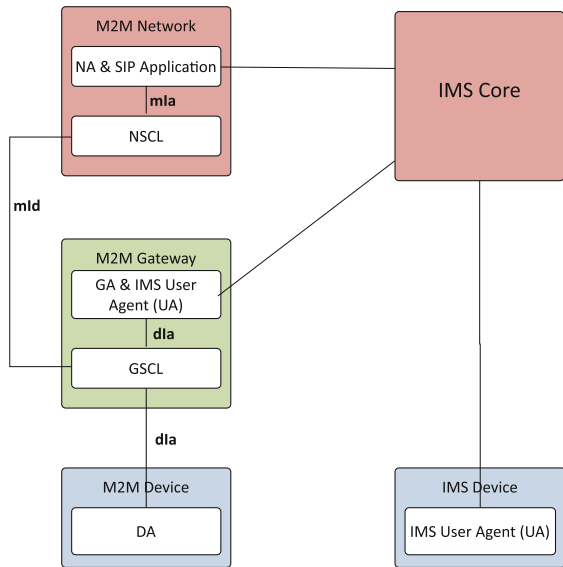 M2M Network
NA & SIP Application
mIa
NSCL
IMS Core
mId
M2M Gateway
GA & IMS User
Agent (UA)
dIa
GSCL
dIa
M2M Device
DA
IMS Device
IMS User Agent (UA)